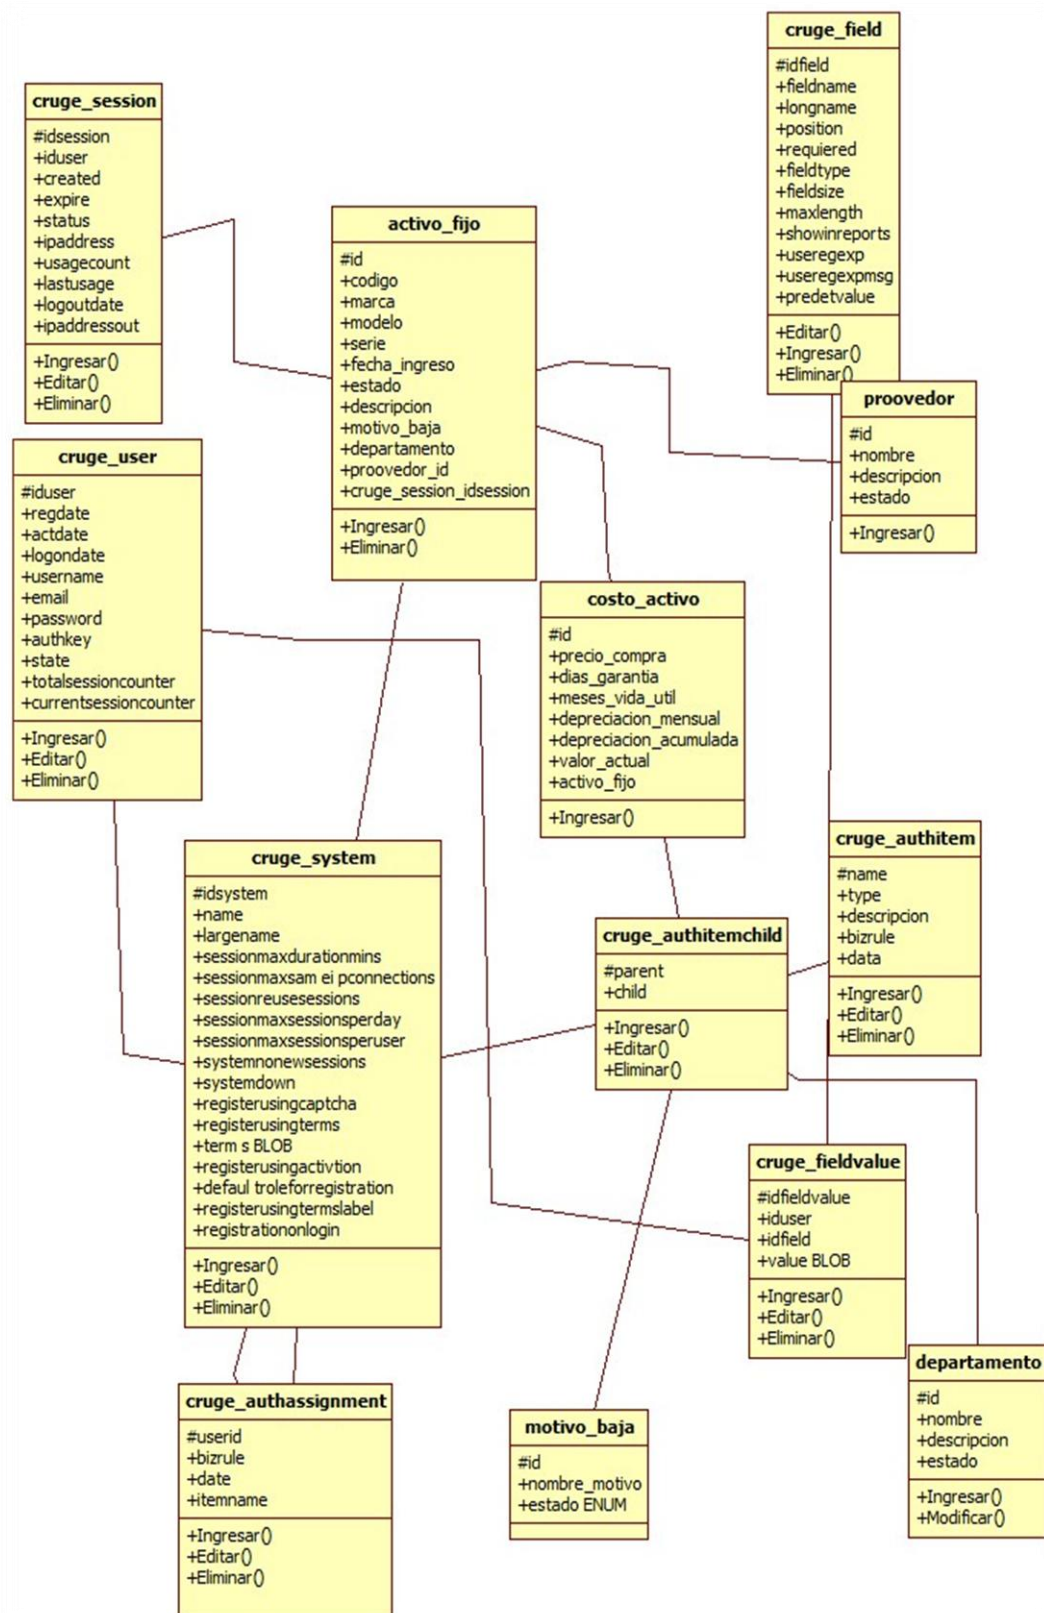 cruge_field
#idfield
+fieldname
+longname
+position
+requiered
+fieldtype
+fieldsize
+maxlength
+showinreports
+useregexp
+useregexpmsg
+predetvalue
+Editar()
+Ingresar()
+Eliminar()
cruge_session
#idsession
+iduser
+created
+expire
+status
+ipaddress
+usagecount
+lastusage
+logoutdate
+ipaddressout
+Ingresar()
+Editar()
+Eliminar()
activo_fijo
#id
+codigo
+marca
+modelo
+serie
+fecha_ingreso
+estado
+descripcion
+motivo_baja
+departamento
+proovedor_id
+cruge_session_idsession
+Ingresar()
+Eliminar()
proovedor
#id
+nombre
+descripcion
+estado
+Ingresar()
cruge_user
#iduser
+regdate
+actdate
+logondate
+username
+email
+password
+authkey
+state
+totalsessioncounter
+currentsessioncounter
+Ingresar()
+Editar()
+Eliminar()
costo_activo
#id
+precio_compra
+dias_garantia
+meses_vida_util
+depreciacion_mensual
+depreciacion_acumulada
+valor_actual
+activo_fijo
+Ingresar()
cruge_system
#idsystem
+name
+largename
+sessionmaxdurationmins
+sessionmaxsam ei pconnections
+sessionreusesessions
+sessionmaxsessionsperday
+sessionmaxsessionsperuser
+systemnonewsessions
+systemdown
+registerusingcaptcha
+registerusingterms
+term s BLOB
+registerusingactivtion
+defaul troleforregistration
+registerusingtermslabel
+registrationonlogin
+Ingresar()
+Editar()
+Eliminar()
cruge_authitem
#name
+type
+descripcion
+bizrule
+data
+Ingresar()
+Editar()
+Eliminar()
cruge_authitemchild
#parent
+child
+Ingresar()
+Editar()
+Eliminar()
cruge_fieldvalue
#idfieldvalue
+iduser
+idfield
+value BLOB
+Ingresar()
+Editar()
+Eliminar()
cruge_authassignment
#userid
+bizrule
+date
+itemname
+Ingresar()
+Editar()
+Eliminar()
motivo_baja
#id
+nombre_motivo
+estado ENUM
departamento
#id
+nombre
+descripcion
+estado
+Ingresar()
+Modificar()